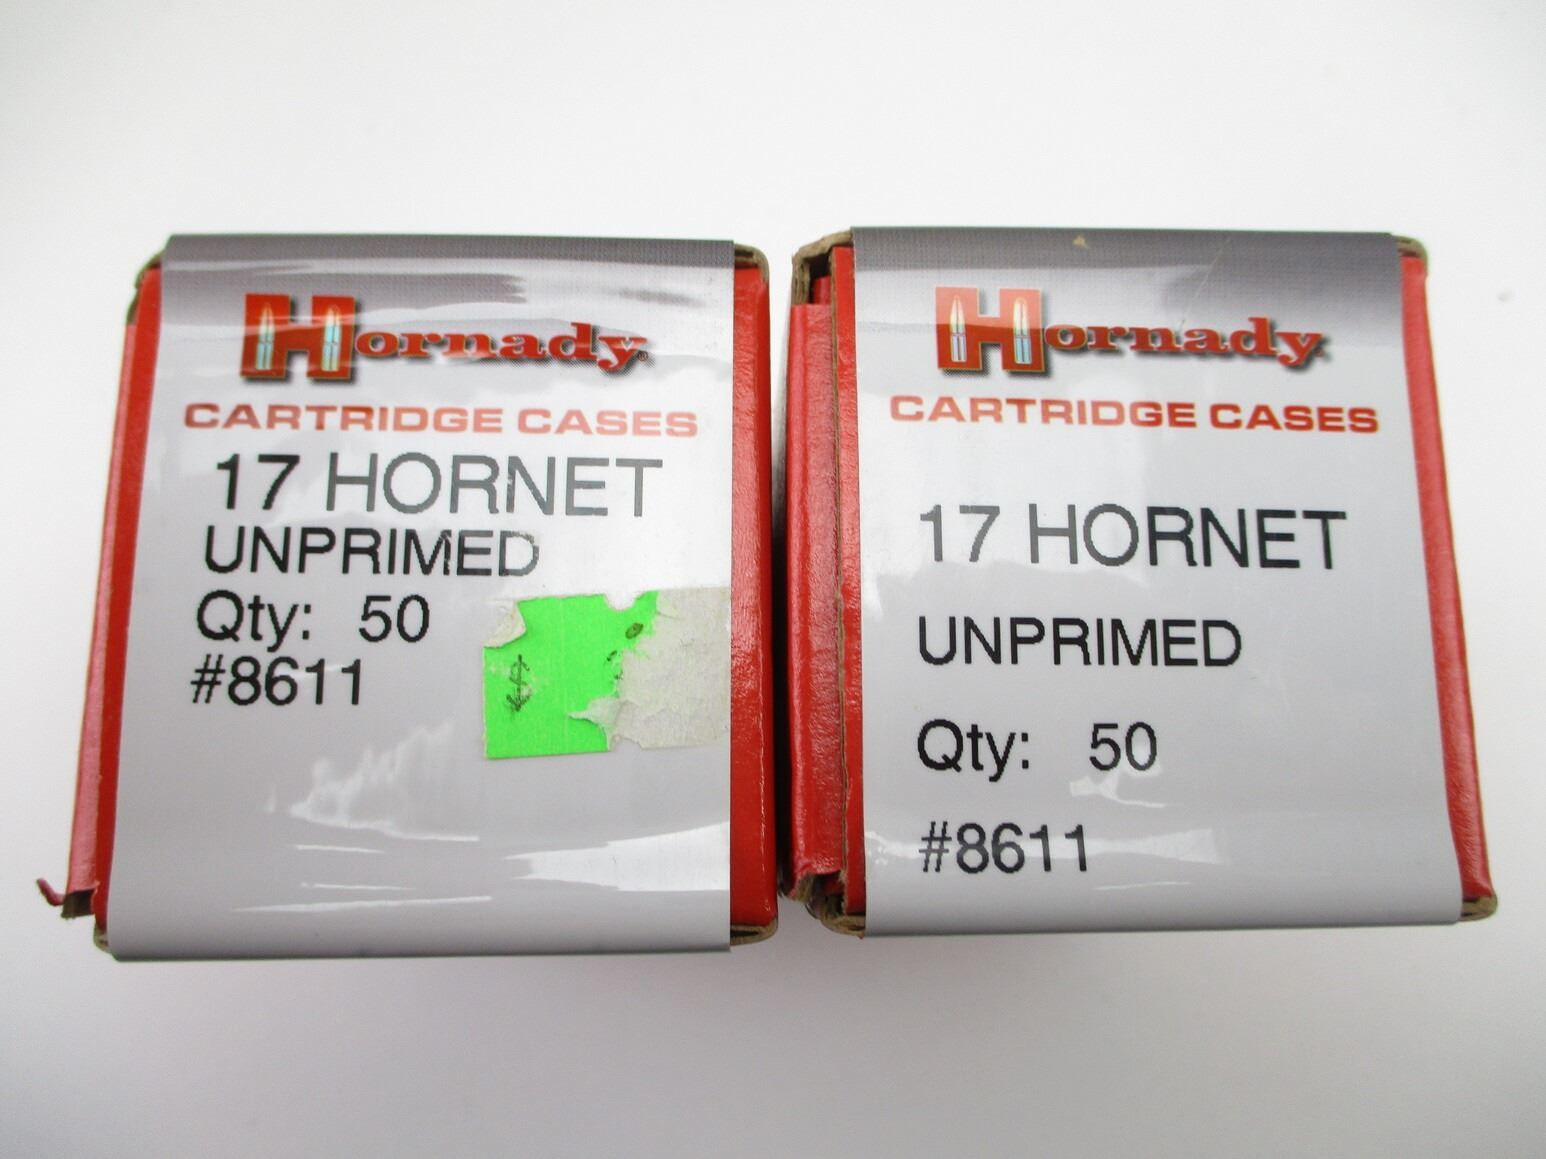 Hornady
CARTRIDGE CASES
17 HORNET
UNPRIMED
Qty: 50
#8611
$
Hornady
CARTRIDGE CASES
17 HORNET
UNPRIMED
Qty: 50
#8611